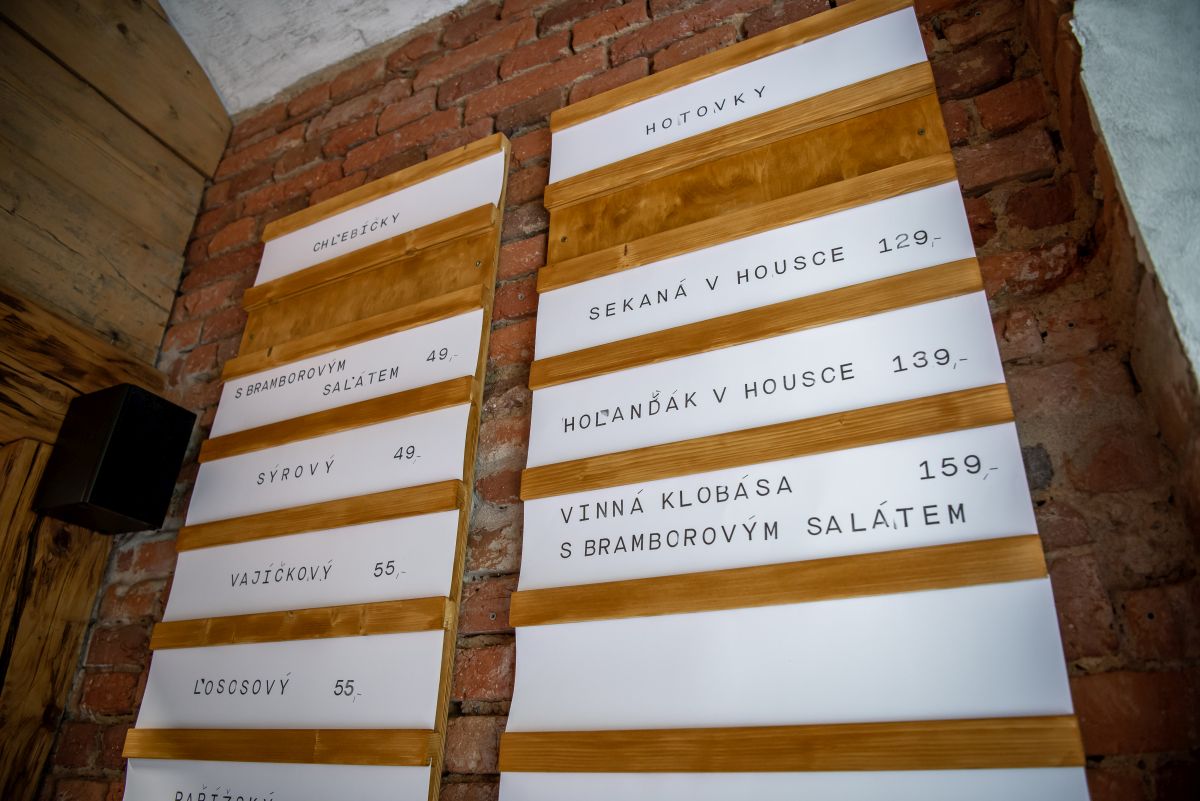 CHLEBÍČKY
S BRAMBOROVÝM
SALÁTEM 49,-
SÝROVÝ 49,-
VAJÍČKOVÝ 55,-
LOSOSOVÝ 55,-
PAŘÍŽSKÝ
HOTOVKY
SEKANÁ V HOUSCE 129,-
HOLANĎÁK V HOUSCE 139,-
VINNÁ KLOBÁSA 159,-
S BRAMBOROVÝM SALÁTEM